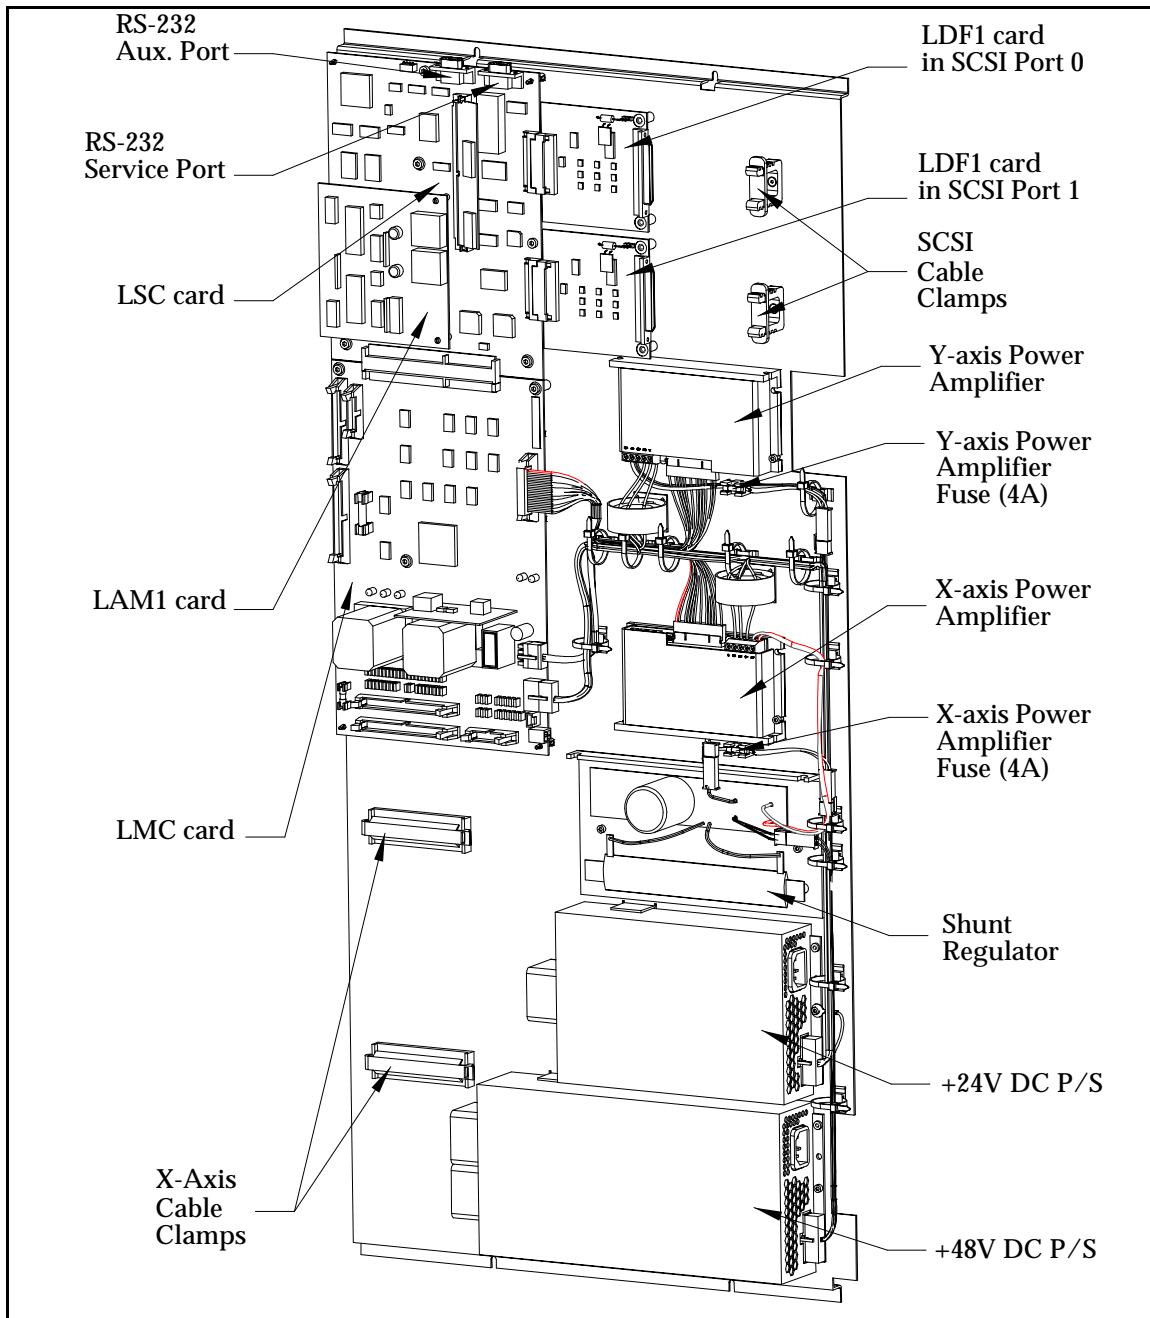 RS-232
Aux. Port
RS-232
Service Port
LSC card
LAM1 card
LMC card
X-Axis
Cable
Clamps
LDF1 card
in SCSI Port 0
LDF1 card
in SCSI Port 1
SCSI
Cable
Clamps
Y-axis Power
Amplifier
Y-axis Power
Amplifier
Fuse (4A)
X-axis Power
Amplifier
X-axis Power
Amplifier
Fuse (4A)
Shunt
Regulator
+24V DC P/S
+48V DC P/S